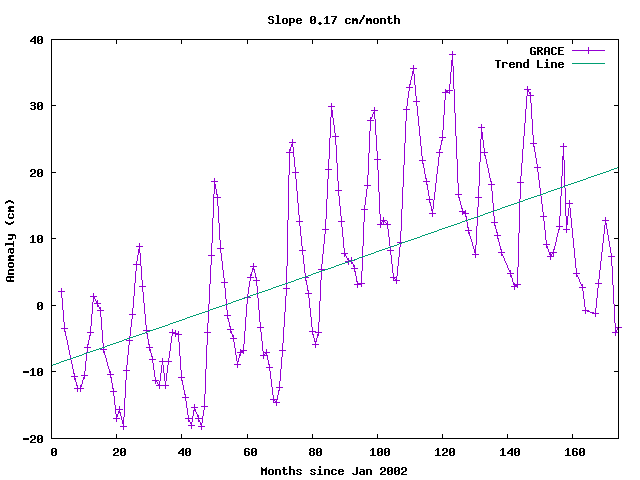 Slope 0.17 cm/month
40
30
20
10
0
-10
-20
Anomaly (cm)
GRACE
Trend Line
0 20 40 60 80 100 120 140 160
Months since Jan 2002